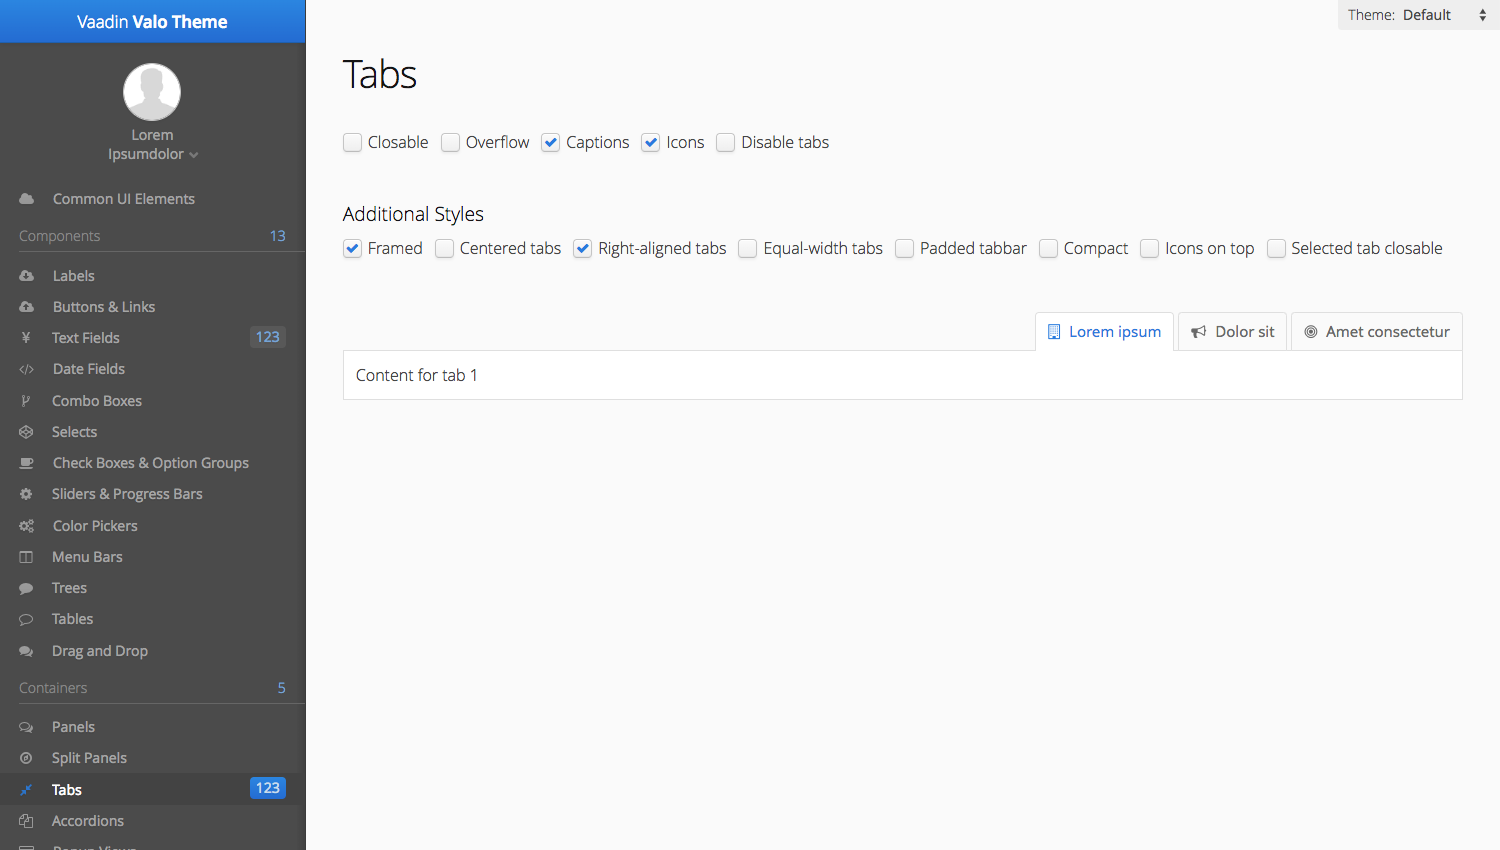 Vaadin Valo Theme
Lorem
Ipsumdolor
Common UI Elements
Components 13
Labels
Buttons & Links
Text Fields 123
Date Fields
Combo Boxes
Selects
Check Boxes & Option Groups
Sliders & Progress Bars
Color Pickers
Menu Bars
Trees
Tables
Drag and Drop
Containers 5
Panels
Split Panels
Tabs 123
Accordions
Popup Views
Theme: Default
Tabs
Closable Overflow Captions Icons Disable tabs
Additional Styles
Framed Centered tabs Right-aligned tabs Equal-width tabs Padded tabbar Compact Icons on top Selected tab closable
Lorem ipsum Dolor sit Amet consectetur
Content for tab 1